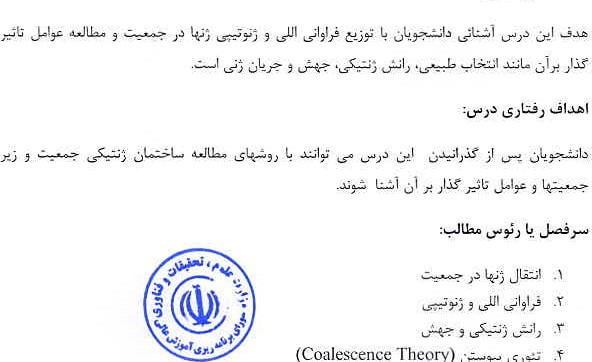 هدف این درس آشنائی دانشجویان با توزیع فراوانی اللی و ژنوتیپی ژنها در جمعیت و مطالعه عوامل تاثیر
گذار برآن مانند انتخاب طبیعی، رانش ژنتیکی، جهش و جریان ژنی است.
اهداف رفتاری درس:
دانشجویان پس از گذرانیدن این درس می توانند با روشهای مطالعه ساختمان ژنتیکی جمعیت و زیر
جمعیتها و عوامل تاثیر گذار بر آن آشنا شوند.
سرفصل یا رئوس مطالب:
۱. انتقال ژنها در جمعیت
۲. فراوانی اللی و ژنوتیپی
۳. رانش ژنتیکی و جهش
۴. تئوری پیوستن (Coalescence Theory)
وزارت علوم، تحقیقات و فناوری
شورای برنامه ریزی آموزش عالی